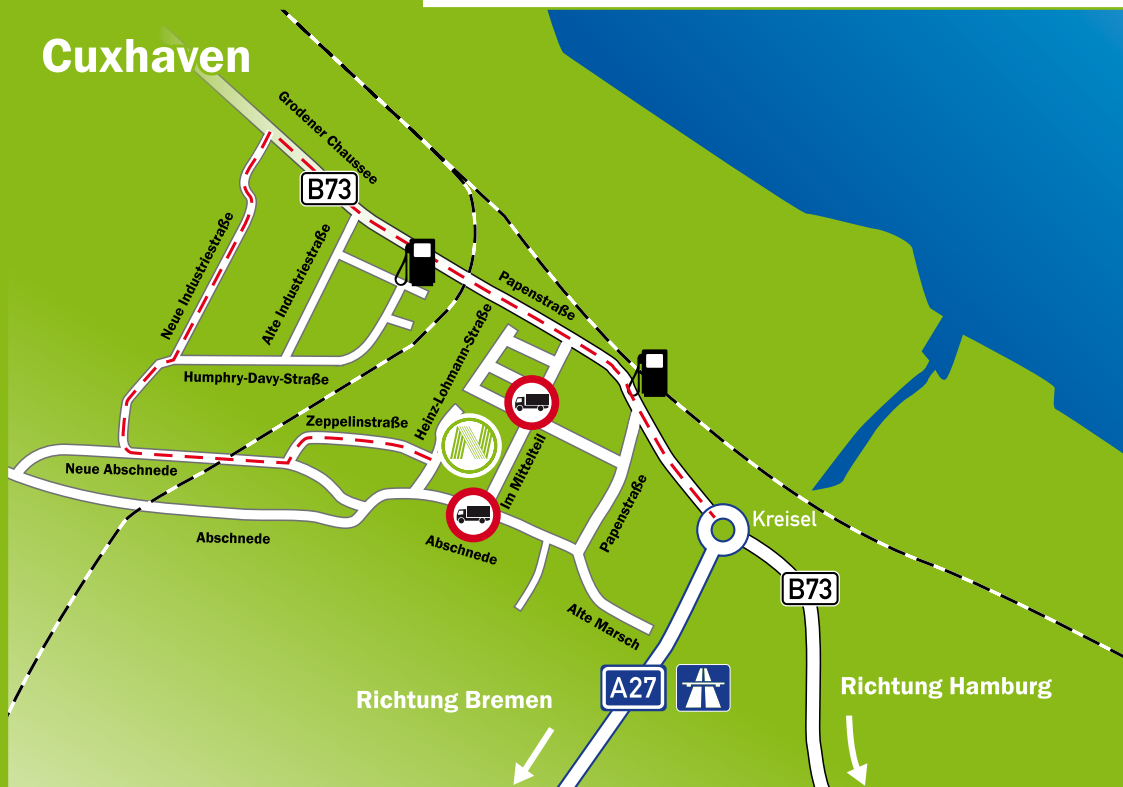 Cuxhaven
Grodener Chaussee
B73
Neue Industriestraße
Alte Industriestraße
Papenstraße
Heinz-Lohmann-Straße
Humphry-Davy-Straße
Zeppelinstraße
Neue Abschnede
Im Mittelteil
Papenstraße
Abschnede
Abschnede
Kreisel
B73
Alte Marsch
A27
Richtung Bremen
Richtung Hamburg